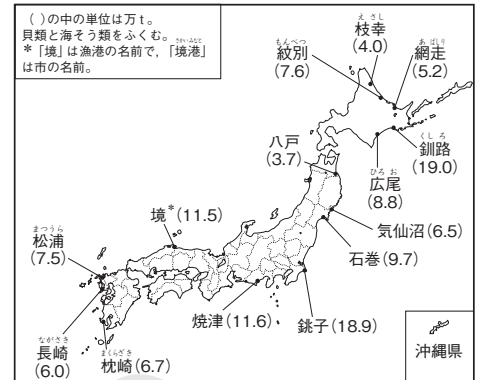 ( )の中の単位は万t。
貝類と海そう類をふくむ。
さかいみなと
*「境」は漁港の名前で,「境港」
は市の名前。
えさし
枝幸
(4.0)
もんべつ
紋別
(7.6)
あばしり
網走
(5.2)
くしろ
釧路
(19.0)
ひろお
広尾
(8.8)
八戸
(3.7)
気仙沼(6.5)
石巻(9.7)
境*(11.5)
まつうら
松浦
(7.5)
焼津(11.6)
銚子(18.9)
ながさき
長崎
(6.0)
まくらざき
枕崎(6.7)
沖縄県